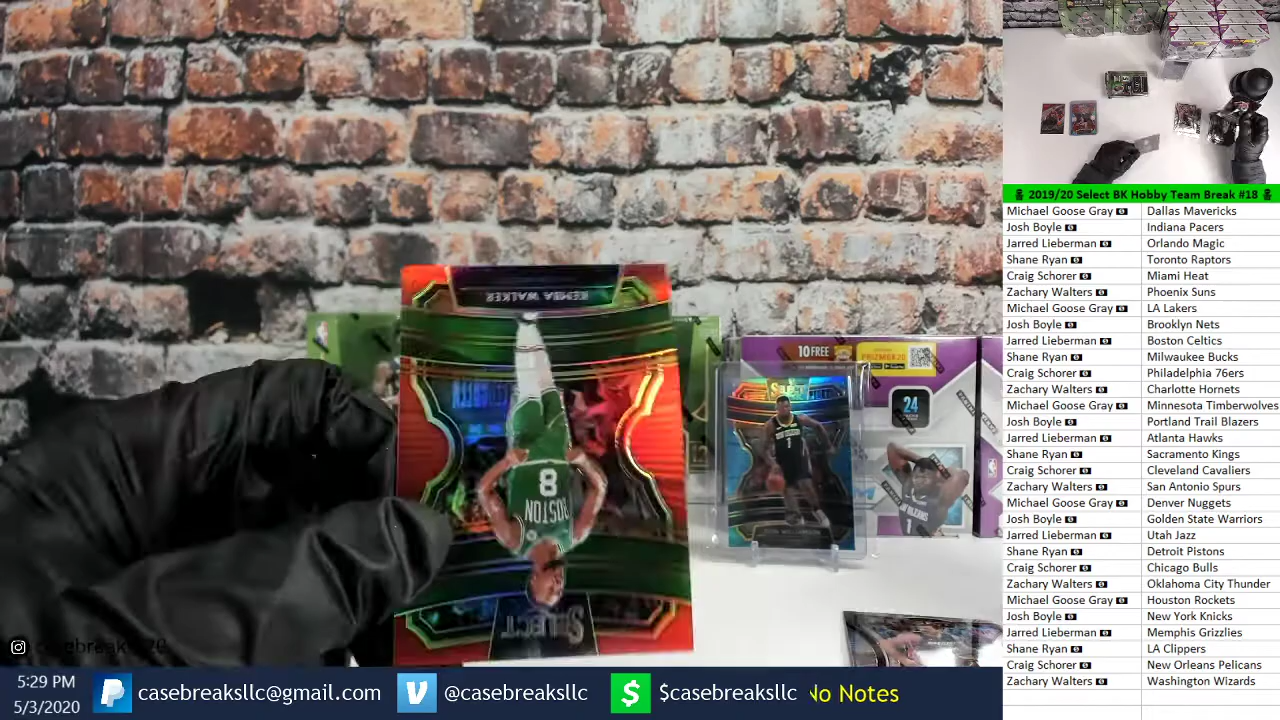 2019/20 Select BK Hobby Team Break #18
Michael Goose Gray Dallas Mavericks
Josh Boyle Indiana Pacers
Jarred Lieberman Orlando Magic
Shane Ryan Toronto Raptors
Craig Schorer Miami Heat
Zachary Walters Phoenix Suns
Michael Goose Gray LA Lakers
Josh Boyle Brooklyn Nets
Jarred Lieberman Boston Celtics
Shane Ryan Milwaukee Bucks
Craig Schorer Philadelphia 76ers
Zachary Walters Charlotte Hornets
Michael Goose Gray Minnesota Timberwolves
Josh Boyle Portland Trail Blazers
Jarred Lieberman Atlanta Hawks
Shane Ryan Sacramento Kings
Craig Schorer Cleveland Cavaliers
Zachary Walters San Antonio Spurs
Michael Goose Gray Denver Nuggets
Josh Boyle Golden State Warriors
Jarred Lieberman Utah Jazz
Shane Ryan Detroit Pistons
Craig Schorer Chicago Bulls
Zachary Walters Oklahoma City Thunder
Michael Goose Gray Houston Rockets
Josh Boyle New York Knicks
Jarred Lieberman Memphis Grizzlies
Shane Ryan LA Clippers
Craig Schorer New Orleans Pelicans
Zachary Walters Washington Wizards
KEMBA WALKER
8
BOSTON
SELECT
10 FREE
24
1
5:29 PM
5/3/2020
casebreaksllc@gmail.com
@casebreaksllc
$casebreaksllc
No Notes